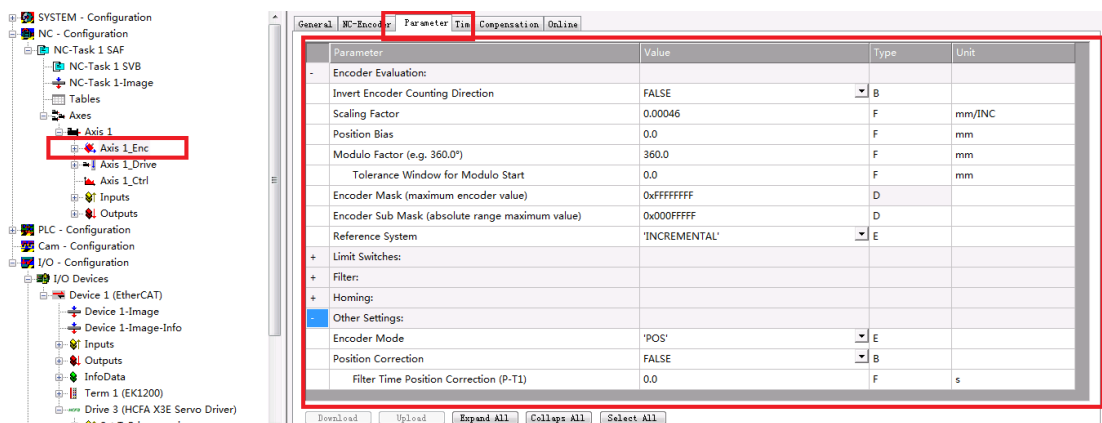 SYSTEM - Configuration
NC - Configuration
NC-Task 1 SAF
NC-Task 1 SVB
NC-Task 1-Image
Tables
Axes
Axis 1
Axis 1_Enc
Axis 1_Drive
Axis 1_Ctrl
Inputs
Outputs
PLC - Configuration
Cam - Configuration
I/O - Configuration
I/O Devices
Device 1 (EtherCAT)
Device 1-Image
Device 1-Image-Info
Inputs
Outputs
InfoData
Term 1 (EK1200)
Drive 3 (HCFA X3E Servo Driver)
General NC-Encoder Parameter Tim Compensation Online
Parameter Value Type Unit
- Encoder Evaluation:
Invert Encoder Counting Direction FALSE B
Scaling Factor 0.00046 F mm/INC
Position Bias 0.0 F mm
Modulo Factor (e.g. 360.0°) 360.0 F mm
Tolerance Window for Modulo Start 0.0 F mm
Encoder Mask (maximum encoder value) 0xFFFFFFFF D
Encoder Sub Mask (absolute range maximum value) 0x000FFFFF D
Reference System 'INCREMENTAL' E
+ Limit Switches:
+ Filter:
+ Homing:
- Other Settings:
Encoder Mode 'POS' E
Position Correction FALSE B
Filter Time Position Correction (P-T1) 0.0 F s
Download Upload Expand All Collaps All Select All